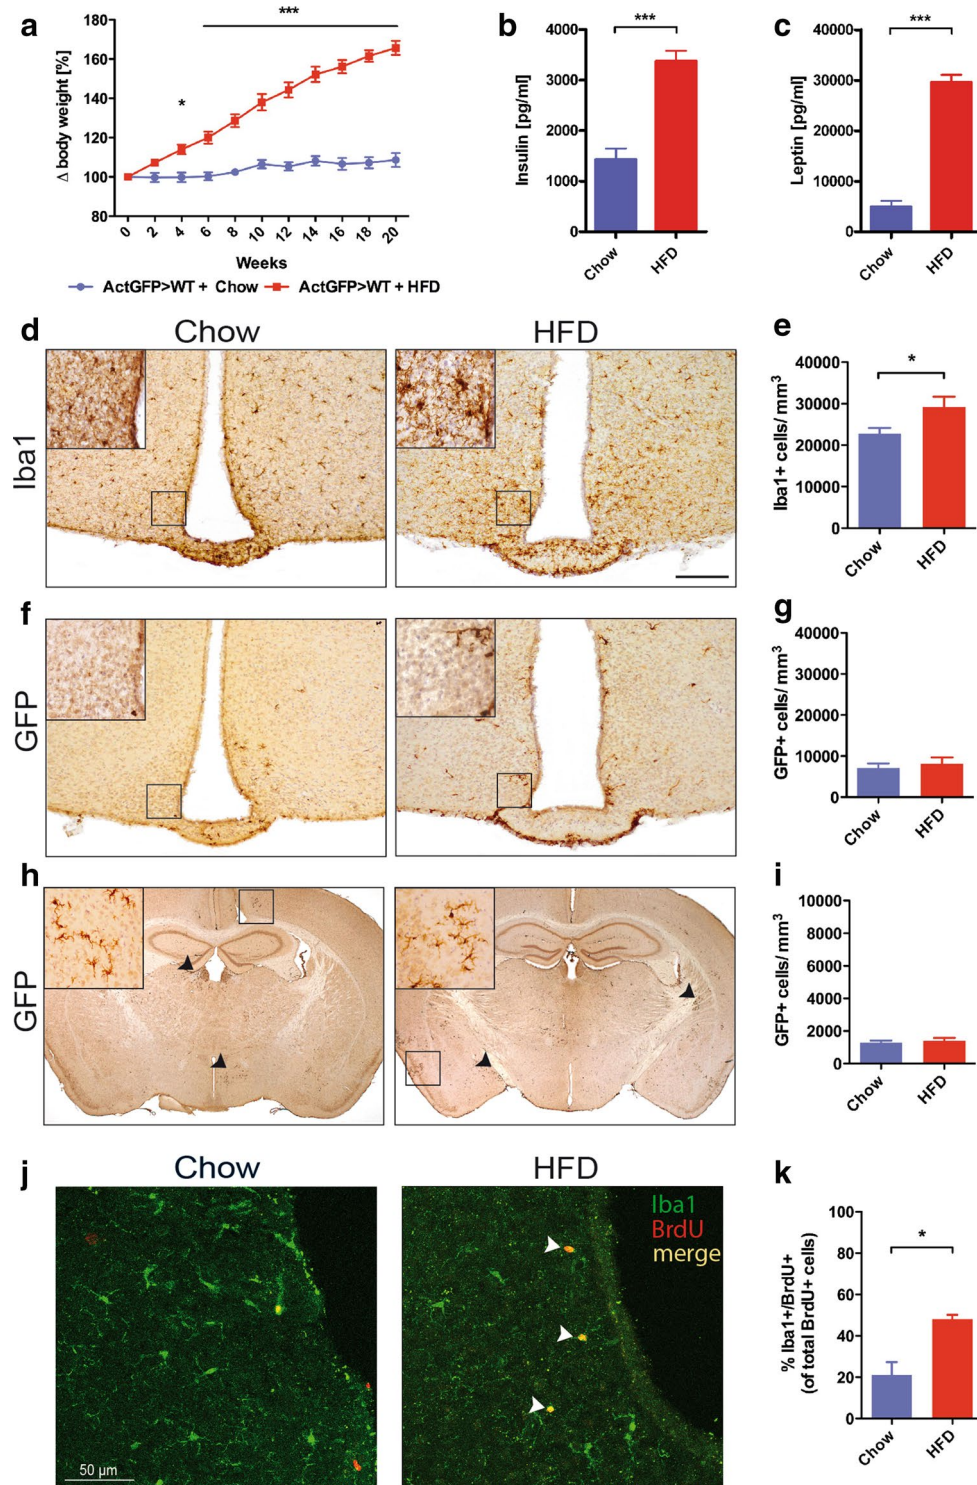 a
***
*
Δ body weight [%]
180
160
140
120
100
80
0 2 4 6 8 10 12 14 16 18 20
Weeks
ActGFP>WT + Chow ActGFP>WT + HFD
b
***
Insulin [pg/ml]
4000
3000
2000
1000
0
Chow HFD
c
***
Leptin [pg/ml]
40000
30000
20000
10000
0
Chow HFD
d
Chow HFD
Iba1
e
*
Iba1+ cells/ mm³
40000
30000
20000
10000
0
Chow HFD
f
GFP
g
GFP+ cells/ mm³
40000
30000
20000
10000
0
Chow HFD
h
GFP
i
GFP+ cells/ mm³
10000
8000
6000
4000
2000
0
Chow HFD
j
Chow HFD
Iba1
BrdU
merge
50 µm
k
*
% Iba1+/BrdU+
(of total BrdU+ cells)
100
80
60
40
20
0
Chow HFD